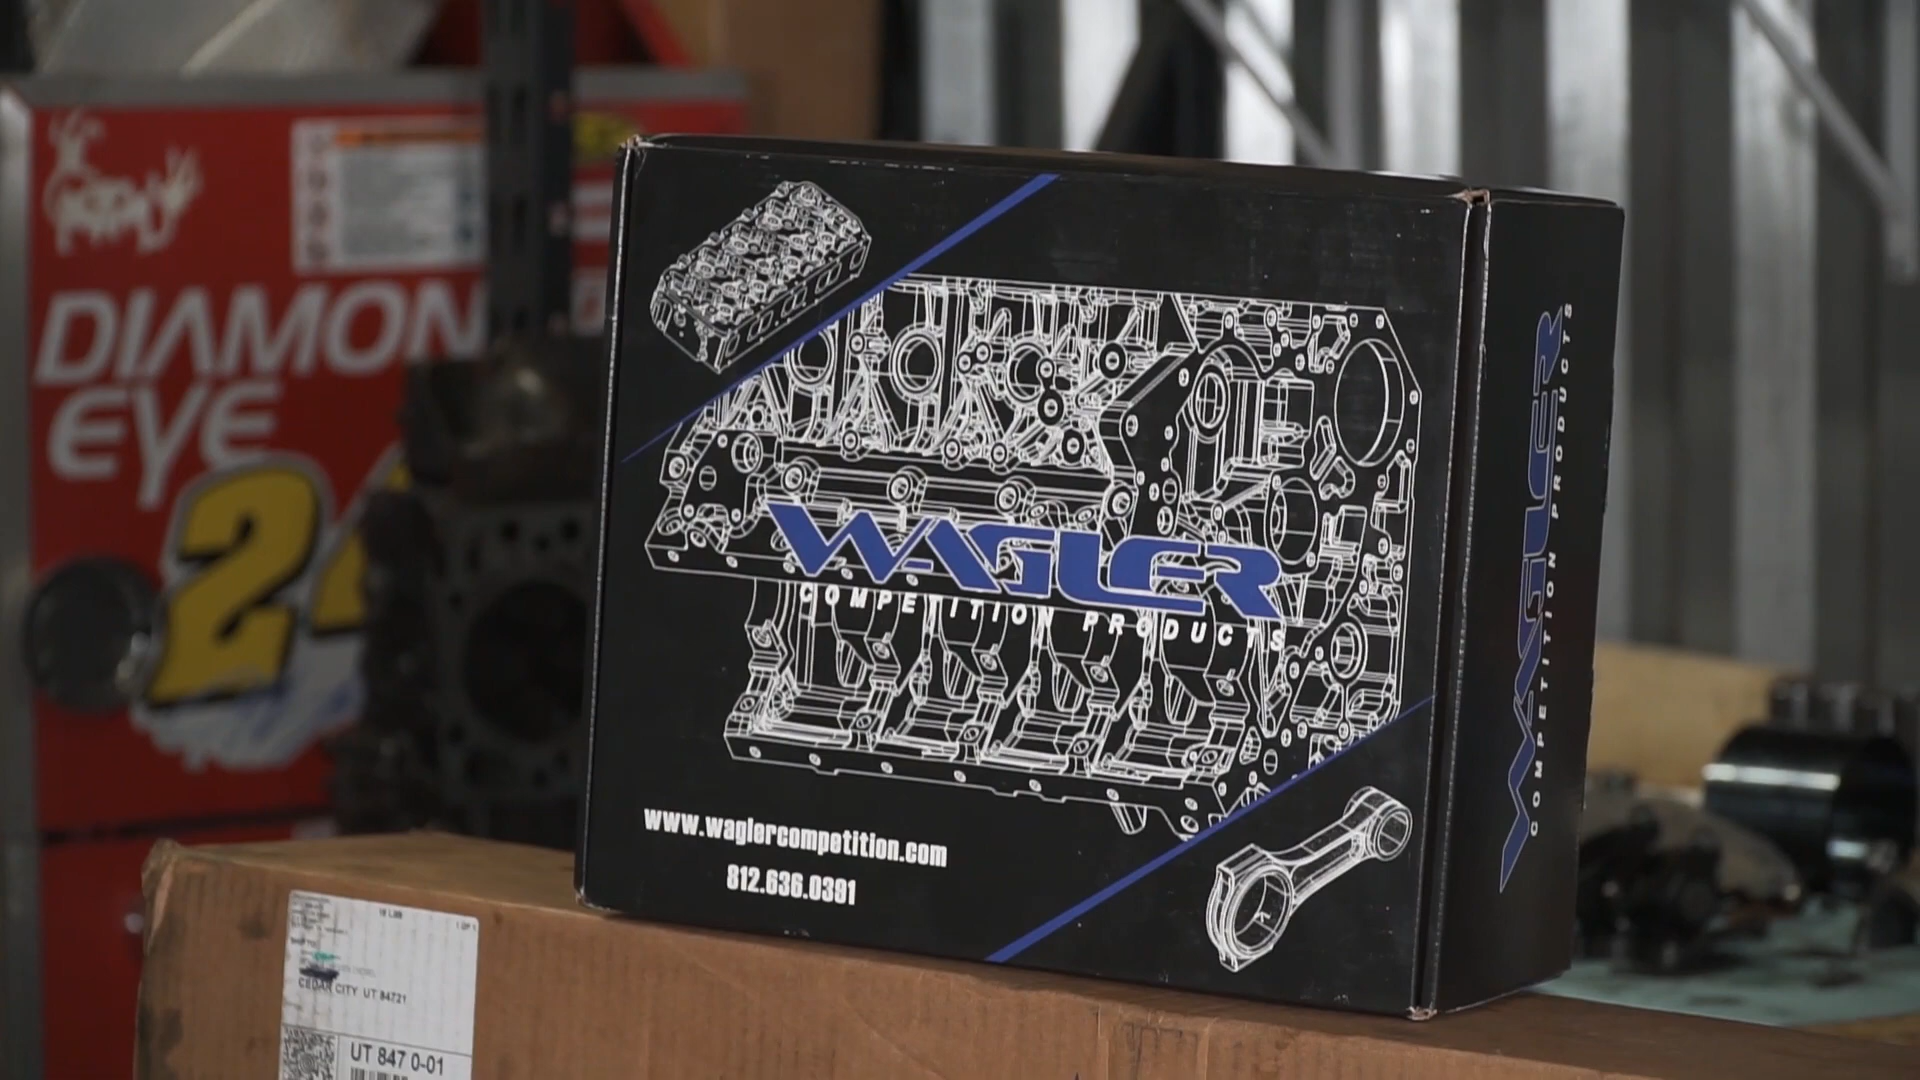 DIAMON
EYE
24
WAGLER
COMPETITION PRODUCTS
www.waglercompetition.com
812.636.0391
WAGLER
COMPETITION PRODUCTS
CEDAR CITY UT 84721
UT 847 0-01